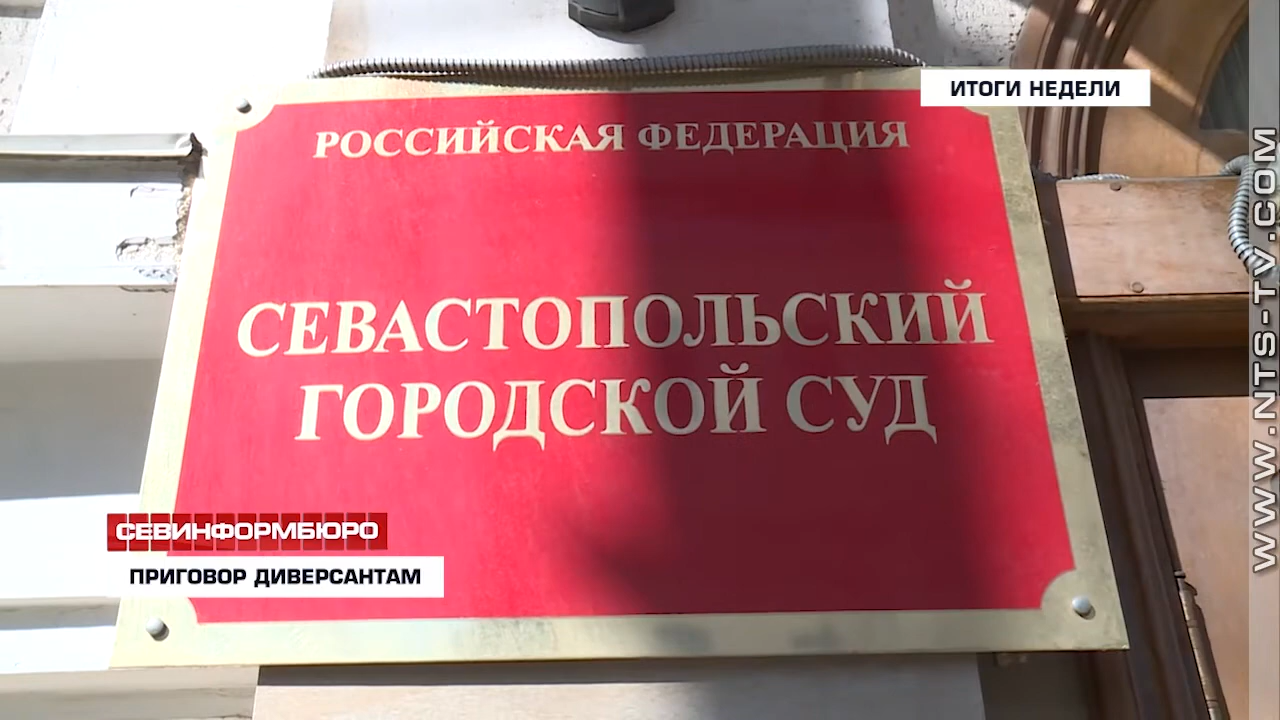 ИТОГИ НЕДЕЛИ
РОССИЙСКАЯ ФЕДЕРАЦИЯ
СЕВАСТОПОЛЬСКИЙ
ГОРОДСКОЙ СУД
СЕВИНФОРМБЮРО
ПРИГОВОР ДИВЕРСАНТАМ
WWW.NTS-TV.COM